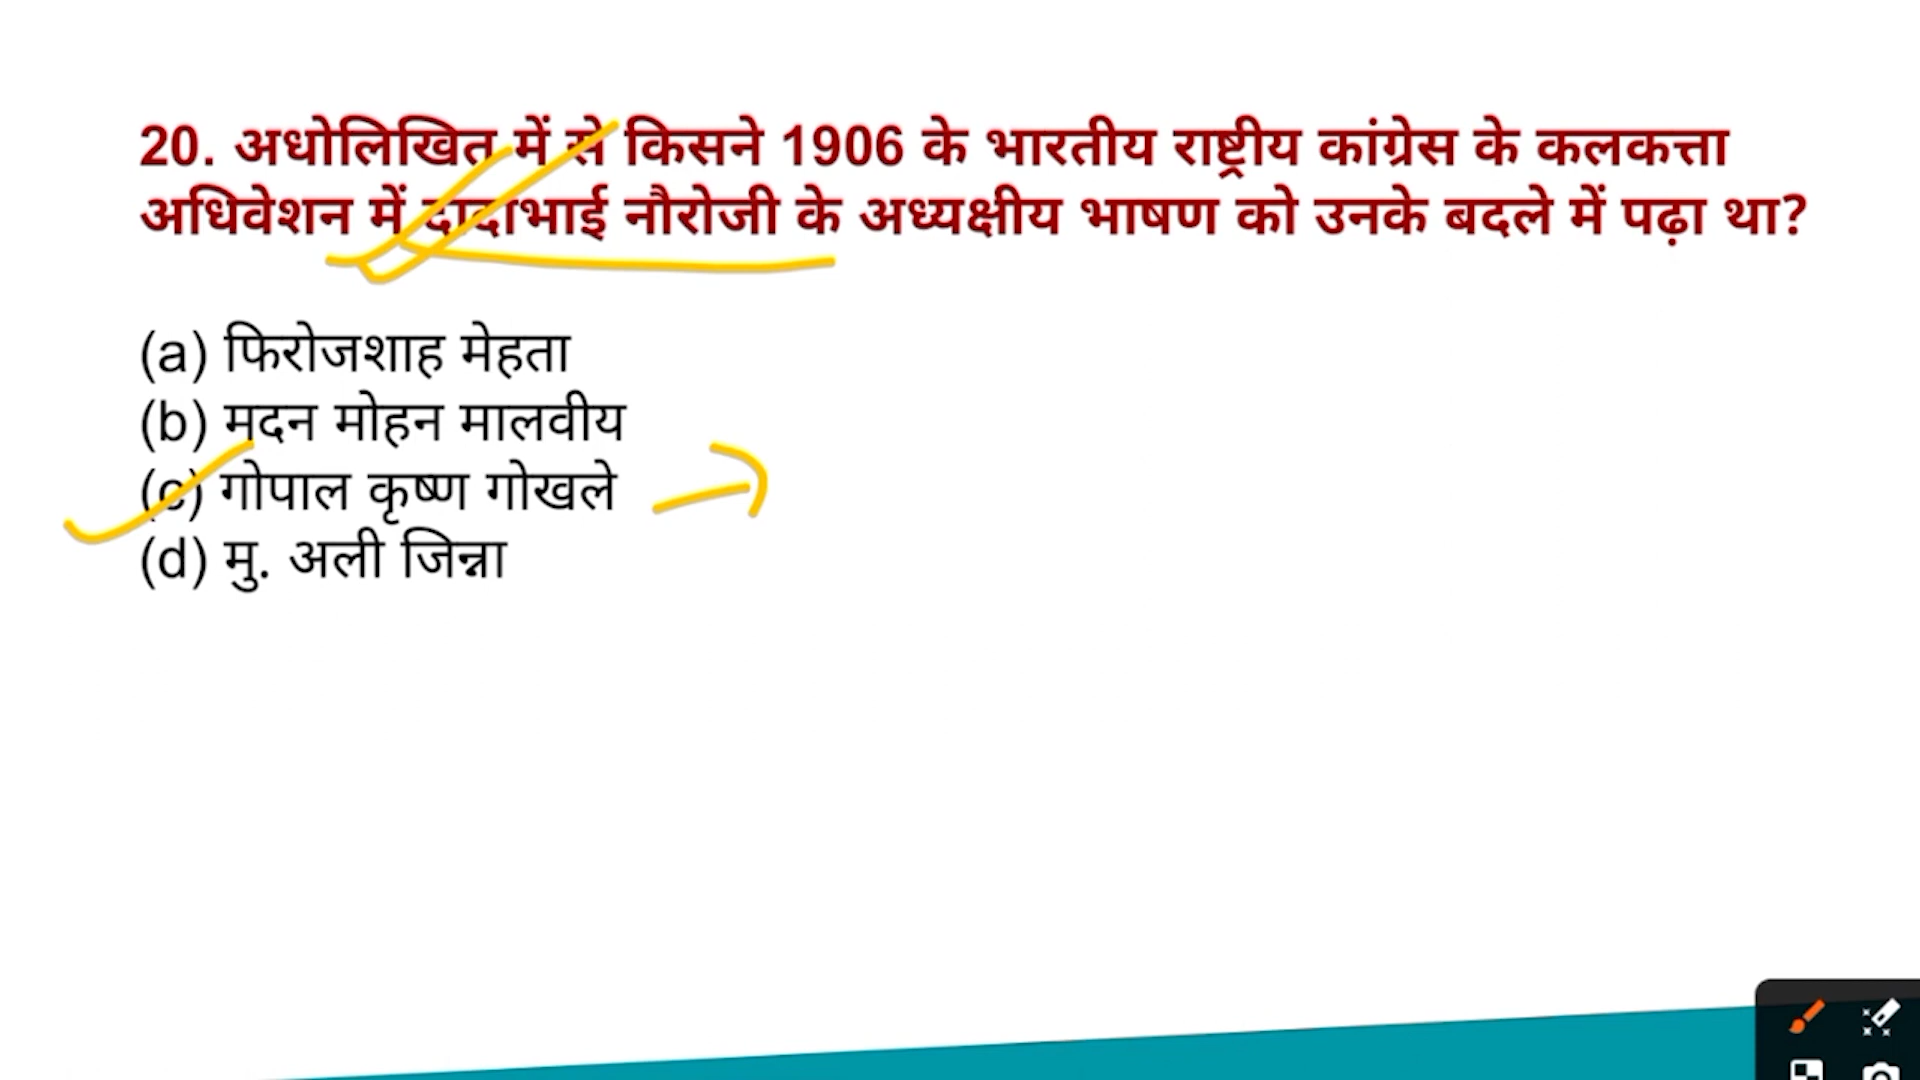 20. अधोलिखित में से किसने 1906 के भारतीय राष्ट्रीय कांग्रेस के कलकत्ता
अधिवेशन में दादाभाई नौरोजी के अध्यक्षीय भाषण को उनके बदले में पढ़ा था?
(a) फिरोजशाह मेहता
(b) मदन मोहन मालवीय
(c) गोपाल कृष्ण गोखले
(d) मु. अली जिन्ना